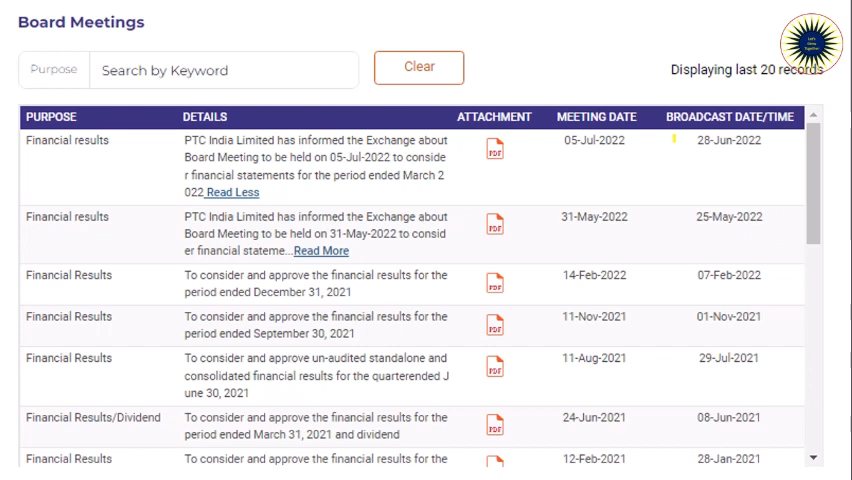 Board Meetings
Purpose Search by Keyword Clear
Displaying last 20 records
Let's
Grow
Together
PURPOSE DETAILS ATTACHMENT MEETING DATE BROADCAST DATE/TIME
Financial results PTC India Limited has informed the Exchange about PDF 05-Jul-2022 28-Jun-2022
Board Meeting to be held on 05-Jul-2022 to conside
r financial statements for the period ended March 2
022 Read Less
Financial results PTC India Limited has informed the Exchange about PDF 31-May-2022 25-May-2022
Board Meeting to be held on 31-May-2022 to consid
er financial stateme...Read More
Financial Results To consider and approve the financial results for the PDF 14-Feb-2022 07-Feb-2022
period ended December 31, 2021
Financial Results To consider and approve the financial results for the PDF 11-Nov-2021 01-Nov-2021
period ended September 30, 2021
Financial Results To consider and approve un-audited standalone and PDF 11-Aug-2021 29-Jul-2021
consolidated financial results for the quarterended J
une 30, 2021
Financial Results/Dividend To consider and approve the financial results for the PDF 24-Jun-2021 08-Jun-2021
period ended March 31, 2021 and dividend
Financial Results To consider and approve the financial results for the 12-Feb-2021 28-Jan-2021